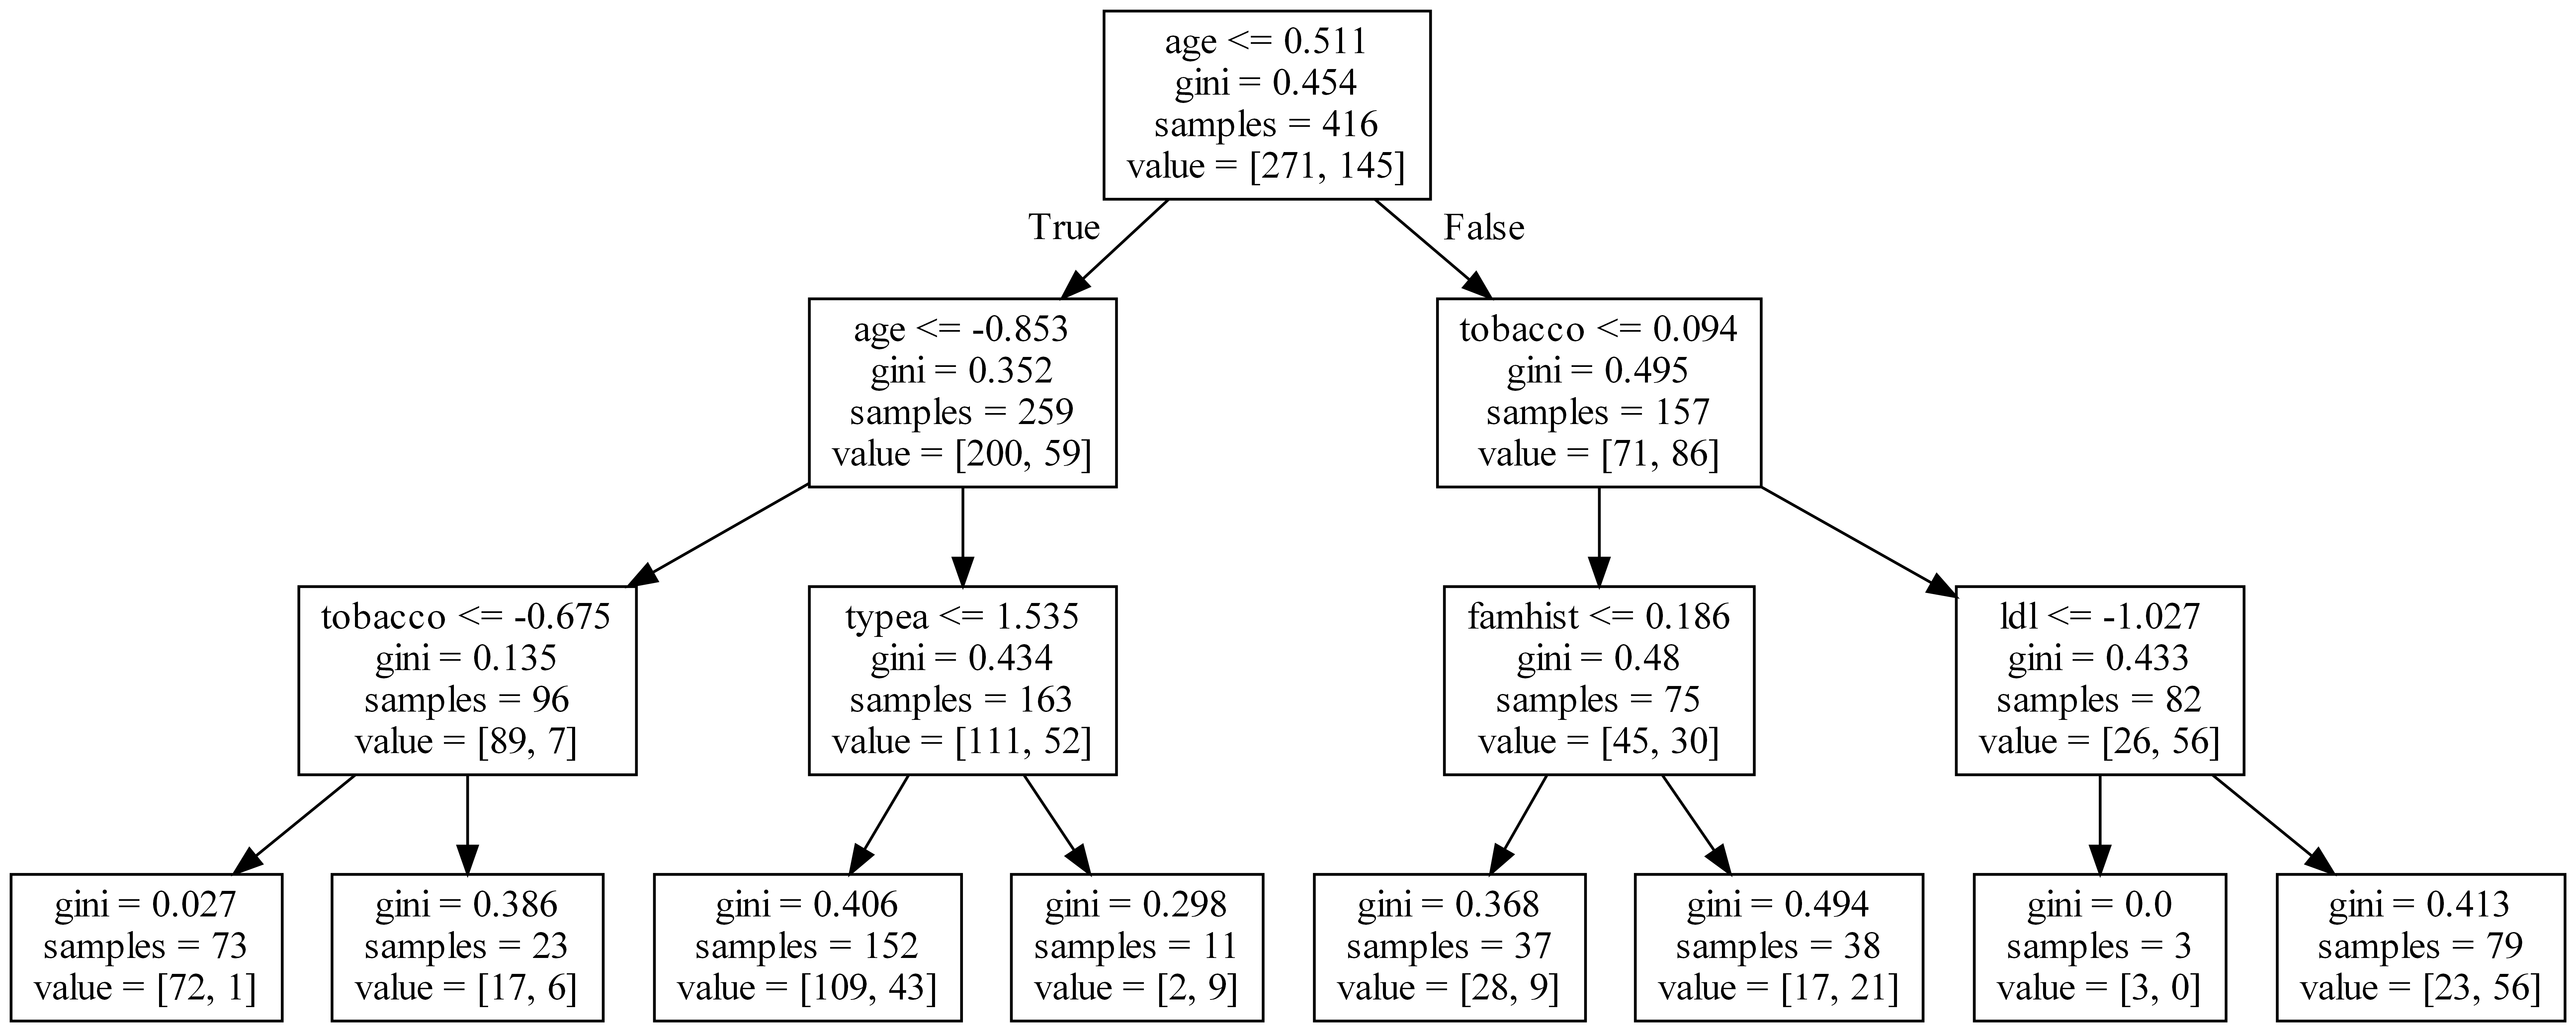 age <= 0.511
gini = 0.454
samples = 416
value = [271, 145]
True
False
age <= -0.853
gini = 0.352
samples = 259
value = [200, 59]
tobacco <= 0.094
gini = 0.495
samples = 157
value = [71, 86]
tobacco <= -0.675
gini = 0.135
samples = 96
value = [89, 7]
typea <= 1.535
gini = 0.434
samples = 163
value = [111, 52]
famhist <= 0.186
gini = 0.48
samples = 75
value = [45, 30]
ldl <= -1.027
gini = 0.433
samples = 82
value = [26, 56]
gini = 0.027
samples = 73
value = [72, 1]
gini = 0.386
samples = 23
value = [17, 6]
gini = 0.406
samples = 152
value = [109, 43]
gini = 0.298
samples = 11
value = [2, 9]
gini = 0.368
samples = 37
value = [28, 9]
gini = 0.494
samples = 38
value = [17, 21]
gini = 0.0
samples = 3
value = [3, 0]
gini = 0.413
samples = 79
value = [23, 56]